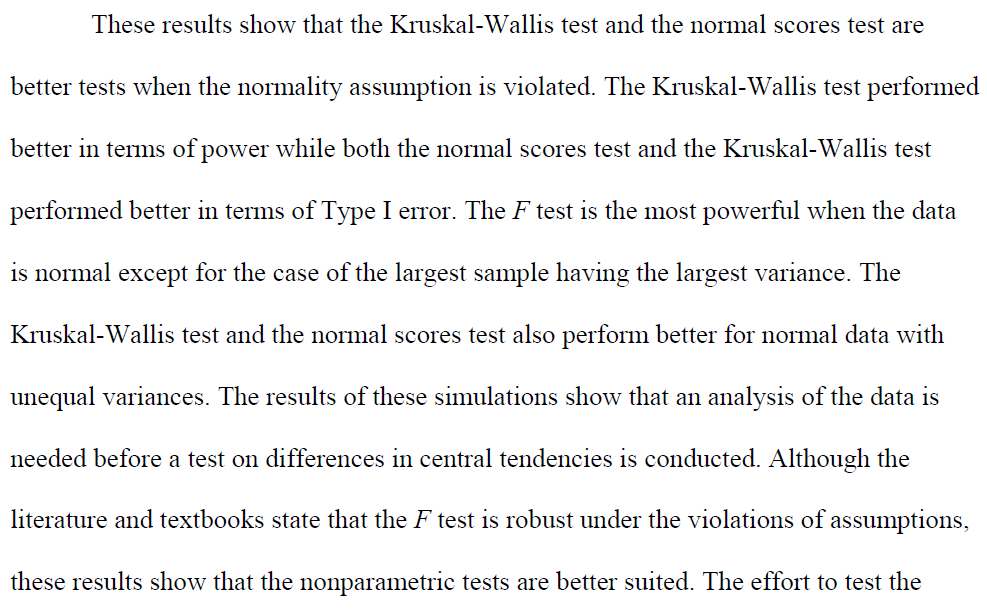 These results show that the Kruskal-Wallis test and the normal scores test are
better tests when the normality assumption is violated. The Kruskal-Wallis test performed
better in terms of power while both the normal scores test and the Kruskal-Wallis test
performed better in terms of Type I error. The F test is the most powerful when the data
is normal except for the case of the largest sample having the largest variance. The
Kruskal-Wallis test and the normal scores test also perform better for normal data with
unequal variances. The results of these simulations show that an analysis of the data is
needed before a test on differences in central tendencies is conducted. Although the
literature and textbooks state that the F test is robust under the violations of assumptions,
these results show that the nonparametric tests are better suited. The effort to test the